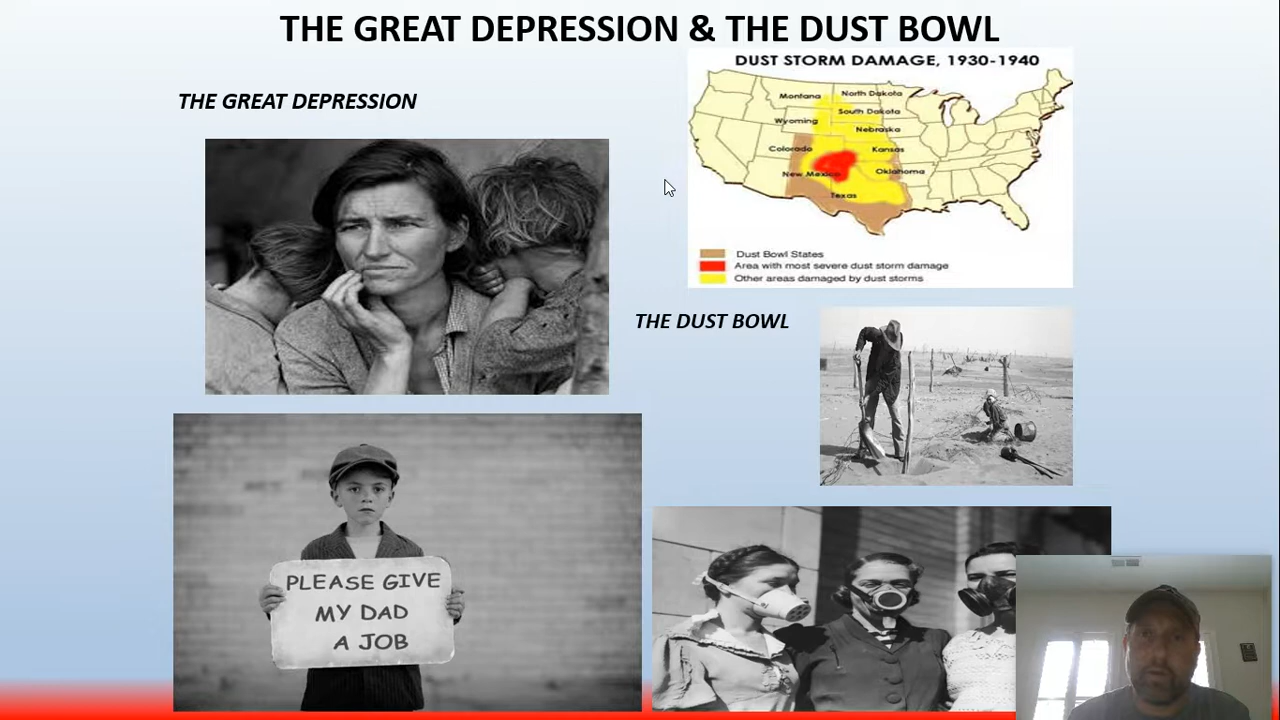 THE GREAT DEPRESSION & THE DUST BOWL
THE GREAT DEPRESSION
DUST STORM DAMAGE, 1930-1940
Montana
North Dakota
South Dakota
Wyoming
Nebraska
Colorado
Kansas
New Mexico
Oklahoma
Texas
Dust Bowl States
Area with most severe dust storm damage
Other areas damaged by dust storms
THE DUST BOWL
PLEASE GIVE
MY DAD
A JOB